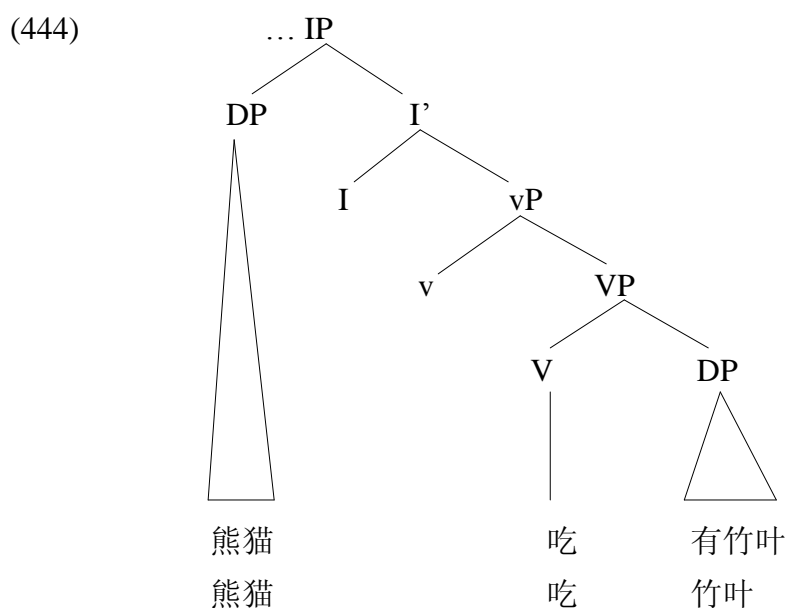 (444) … IP
DP I’
I vP
v VP
V DP
熊猫 吃 有竹叶
熊猫 吃 竹叶